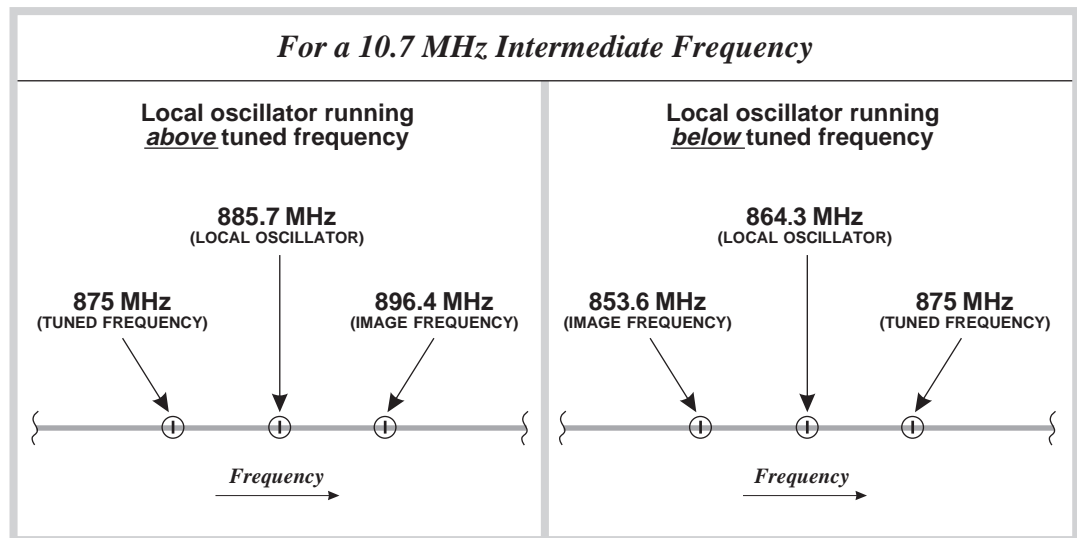 For a 10.7 MHz Intermediate Frequency
Local oscillator running
above tuned frequency
885.7 MHz
(LOCAL OSCILLATOR)
875 MHz
(TUNED FREQUENCY)
896.4 MHz
(IMAGE FREQUENCY)
Frequency
Local oscillator running
below tuned frequency
864.3 MHz
(LOCAL OSCILLATOR)
853.6 MHz
(IMAGE FREQUENCY)
875 MHz
(TUNED FREQUENCY)
Frequency